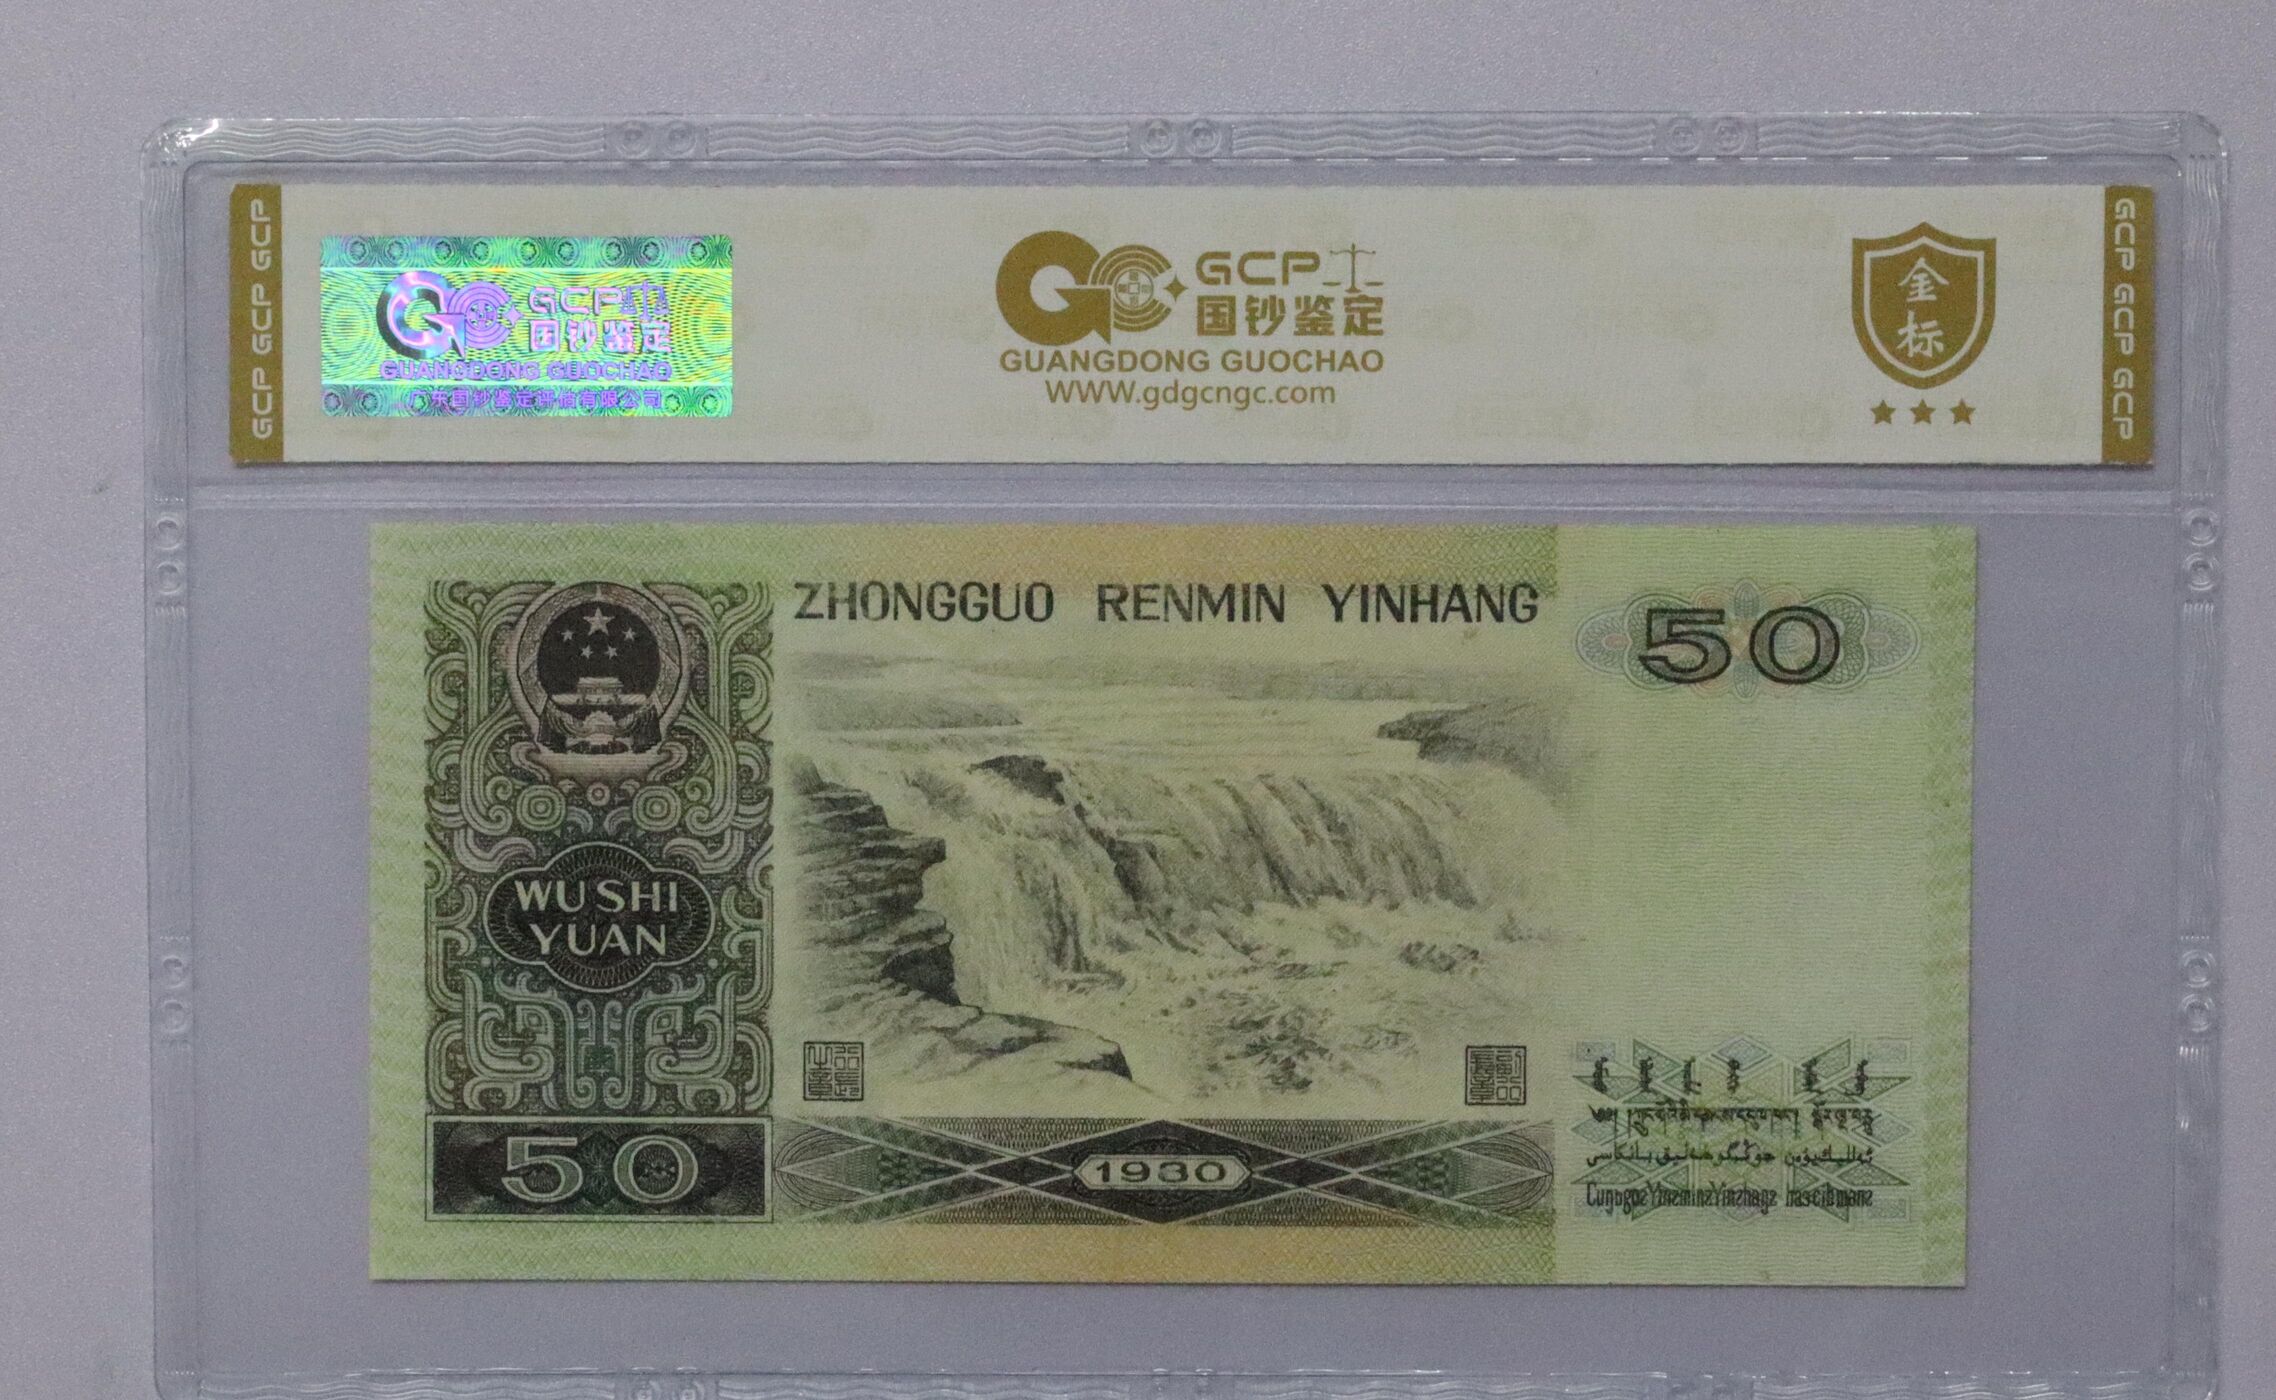 GCP GCP GCP
GCP
国钞鉴定
GUANGDONG GUOCHAO
广东国钞鉴定评估有限公司
GCP
国钞鉴定
GUANGDONG GUOCHAO
WWW.gdgcngc.com
金标
GCP GCP GCP
ZHONGGUO RENMIN YINHANG
50
WU SHI
YUAN
50
1930